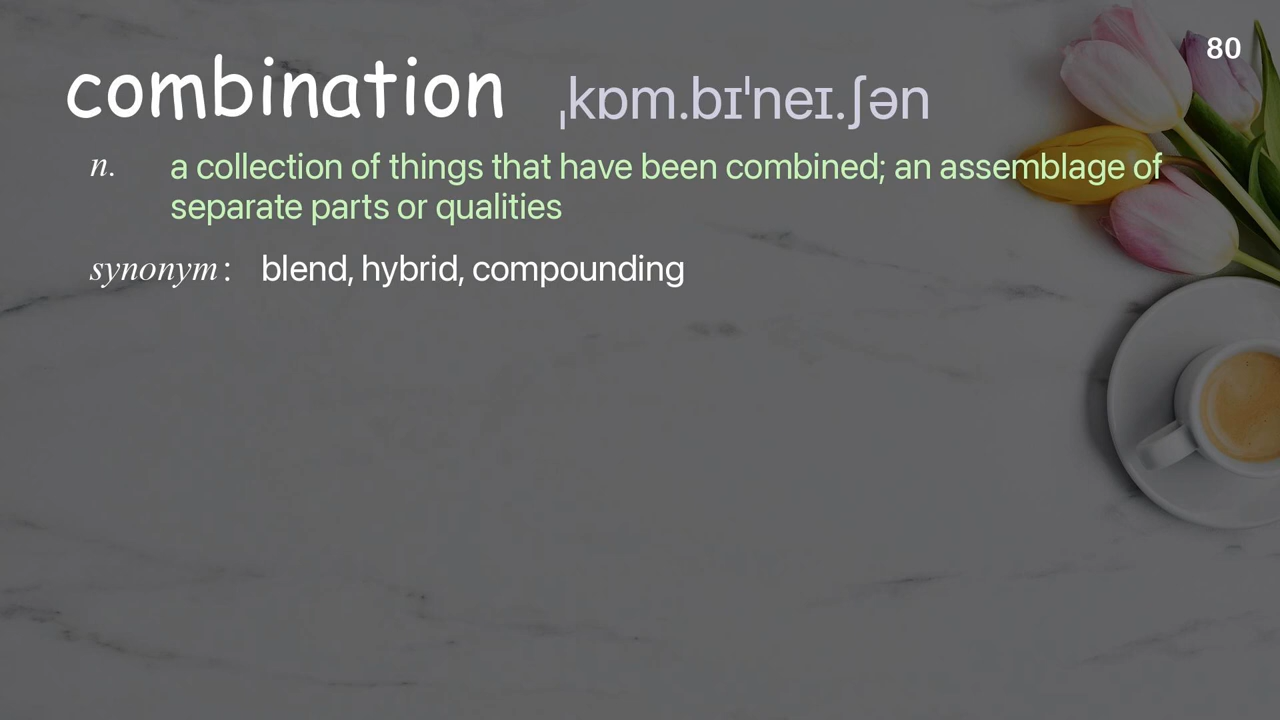 80
combination ˌkɒm.bɪˈneɪ.ʃən
n. a collection of things that have been combined; an assemblage of
separate parts or qualities
synonym: blend, hybrid, compounding